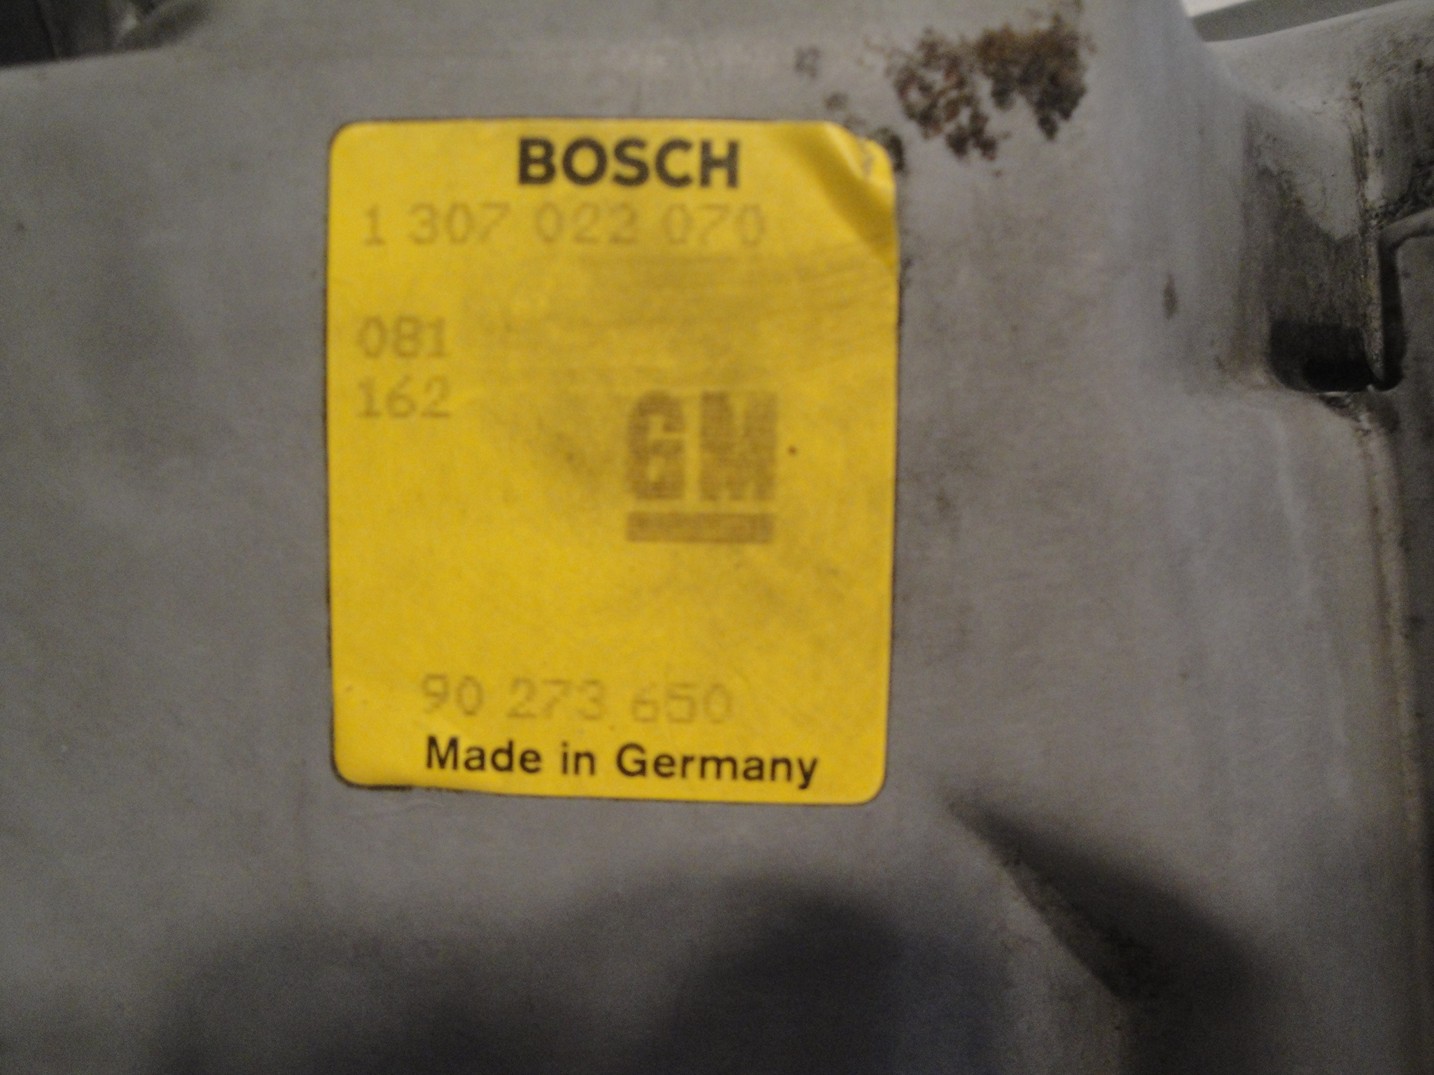 BOSCH
1 307 022 070
081
162
GM
90 273 650
Made in Germany